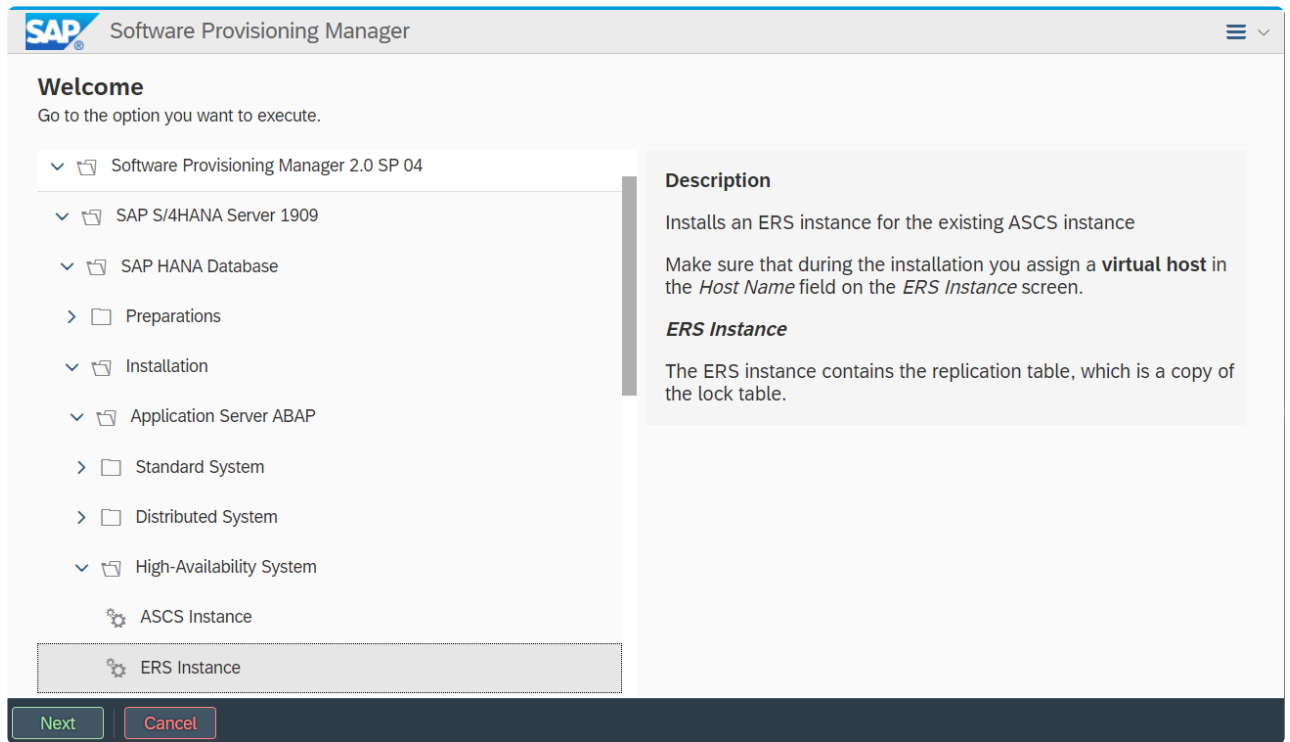 SAP ® Software Provisioning Manager
Welcome
Go to the option you want to execute.
Software Provisioning Manager 2.0 SP 04
SAP S/4HANA Server 1909
SAP HANA Database
Preparations
Installation
Application Server ABAP
Standard System
Distributed System
High-Availability System
ASCS Instance
ERS Instance
Description
Installs an ERS instance for the existing ASCS instance
Make sure that during the installation you assign a virtual host in
the Host Name field on the ERS Instance screen.
ERS Instance
The ERS instance contains the replication table, which is a copy of
the lock table.
Next
Cancel